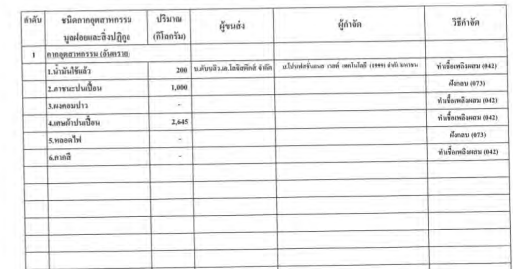 ลำดับ ชนิดกากอุตสาหกรรม ปริมาณ ผู้ขนส่ง ผู้กำจัด วิธีกำจัด
มูลฝอยและสิ่งปฏิกูล (กิโลกรัม)
1 กากอุตสาหกรรม (อันตราย)
1.น้ำมันใช้แล้ว 200 จำกัด (1999) ทำเชื้อเพลิงผสม (042)
2.ภาชนะปนเปื้อน 1,000 ฝังกลบ (073)
3.ผงคอมปาว - ทำเชื้อเพลิงผสม (042)
4.เศษผ้าปนเปื้อน 2,645 ทำเชื้อเพลิงผสม (042)
5.หลอดไฟ - ฝังกลบ (073)
6.กากสี - ทำเชื้อเพลิงผสม (042)